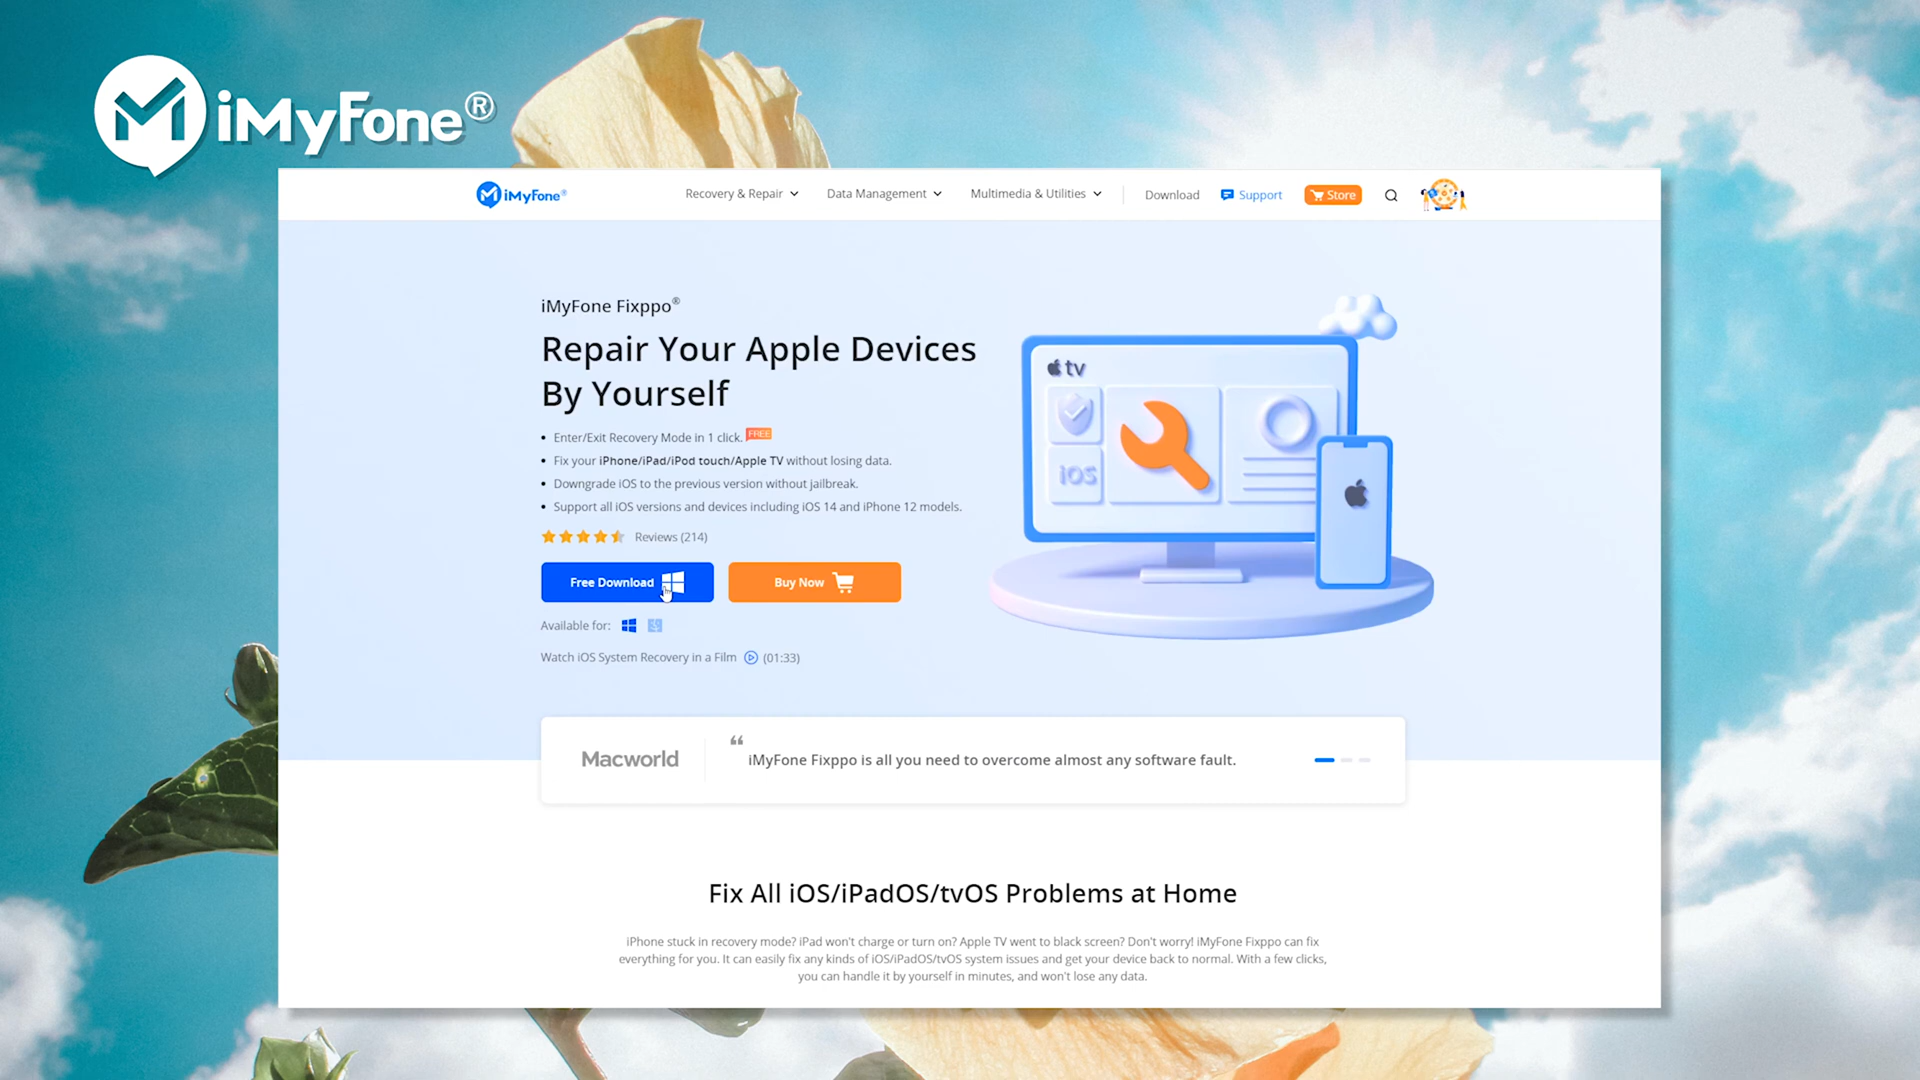 iMyFone®
iMyFone®
Recovery & Repair
Data Management
Multimedia & Utilities
Download
Support
Store
iMyFone Fixppo®
Repair Your Apple Devices
By Yourself
Enter/Exit Recovery Mode in 1 click. FREE
Fix your iPhone/iPad/iPod touch/Apple TV without losing data.
Downgrade iOS to the previous version without jailbreak.
Support all iOS versions and devices including iOS 14 and iPhone 12 models.
Reviews (214)
Free Download
Buy Now
Available for:
Watch iOS System Recovery in a Film (01:33)
tv
iOS
Macworld
“ iMyFone Fixppo is all you need to overcome almost any software fault.
Fix All iOS/iPadOS/tvOS Problems at Home
iPhone stuck in recovery mode? iPad won't charge or turn on? Apple TV went to black screen? Don't worry! iMyFone Fixppo can fix
everything for you. It can easily fix any kinds of iOS/iPadOS/tvOS system issues and get your device back to normal. With a few clicks,
you can handle it by yourself in minutes, and won't lose any data.